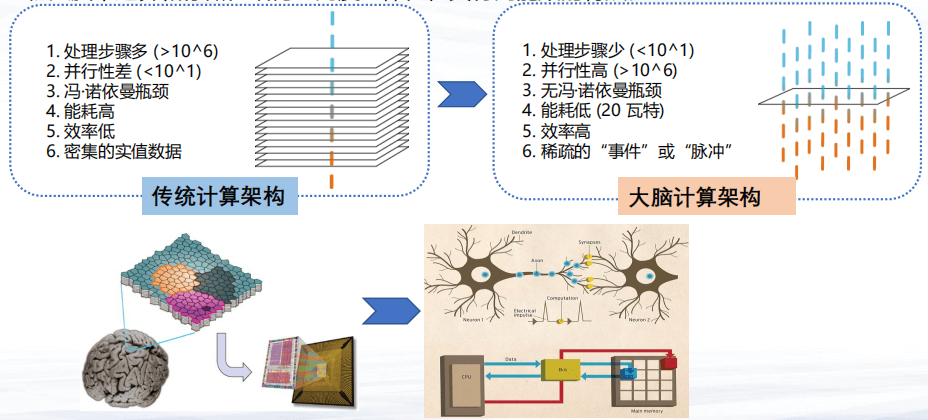 1. 处理步骤多 (>10^6)
2. 并行性差 (<10^1)
3. 冯·诺依曼瓶颈
4. 能耗高
5. 效率低
6. 密集的实值数据
传统计算架构
1. 处理步骤少 (<10^1)
2. 并行性高 (>10^6)
3. 无冯·诺依曼瓶颈
4. 能耗低 (20 瓦特)
5. 效率高
6. 稀疏的“事件”或“脉冲”
大脑计算架构
Dendrite
Synapses
Axon
Computation
Electrical
impulse
Neuron 1
Neuron 2
Data
CPU
Bus
Main memory